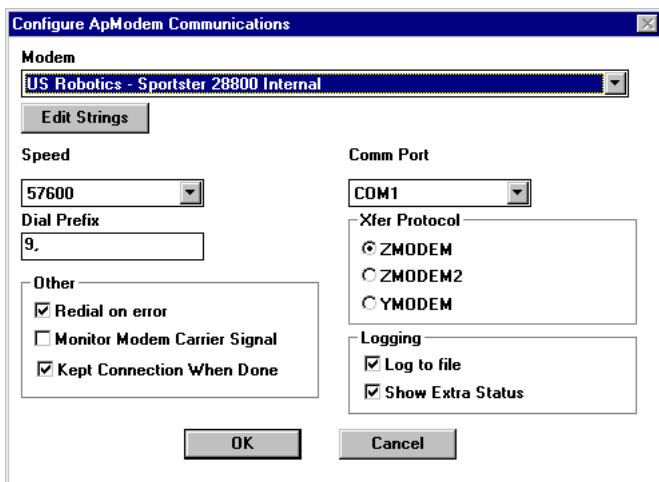 Configure ApModem Communications
Modem
US Robotics - Sportster 28800 Internal
Edit Strings
Speed
Comm Port
57600
COM1
Dial Prefix
9,
Xfer Protocol
ZMODEM
ZMODEM2
YMODEM
Other
Redial on error
Monitor Modem Carrier Signal
Kept Connection When Done
Logging
Log to file
Show Extra Status
OK
Cancel